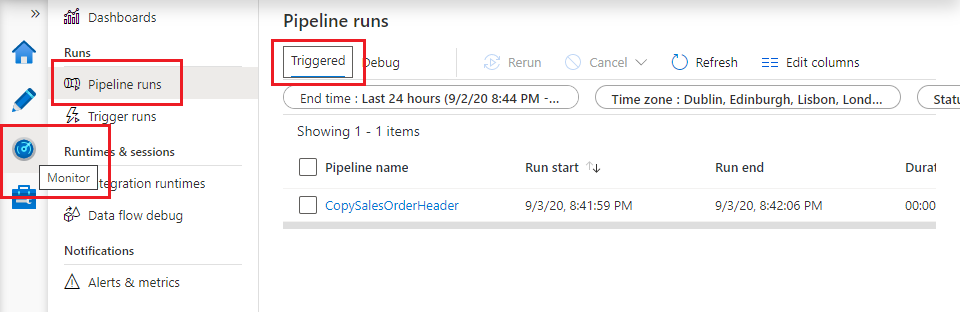 »
Dashboards
Runs
Pipeline runs
Trigger runs
Runtimes & sessions
Monitor
ntegration runtimes
Data flow debug
Notifications
Alerts & metrics
Pipeline runs
Triggered
Debug
Rerun
Cancel
Refresh
Edit columns
End time : Last 24 hours (9/2/20 8:44 PM -...
Time zone : Dublin, Edinburgh, Lisbon, Lond...
Statu
Showing 1 - 1 items
Pipeline name Run start ↑↓ Run end Durat
CopySalesOrderHeader 9/3/20, 8:41:59 PM 9/3/20, 8:42:06 PM 00:00